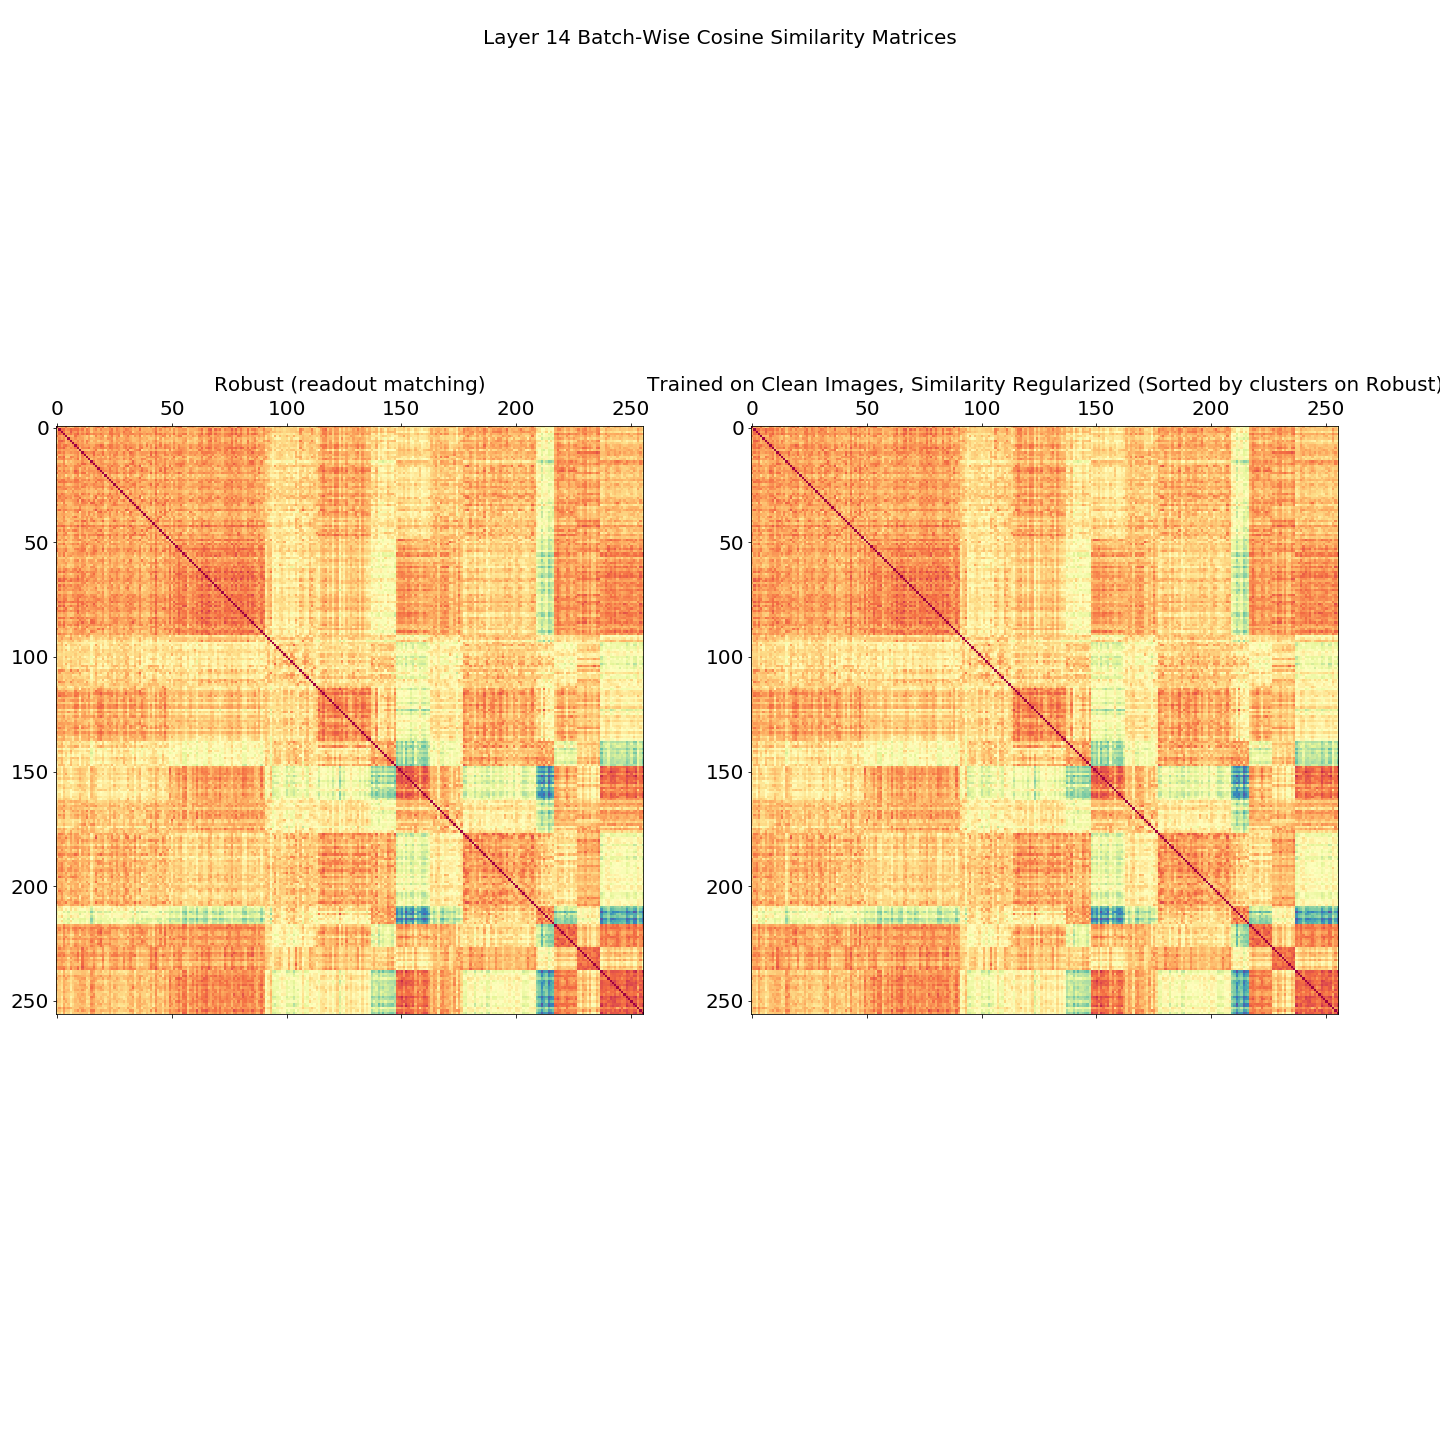 Layer 14 Batch-Wise Cosine Similarity Matrices
Robust (readout matching)
0 50 100 150 200 250
0
50
100
150
200
250
Trained on Clean Images, Similarity Regularized (Sorted by clusters on Robust)
0 50 100 150 200 250
0
50
100
150
200
250